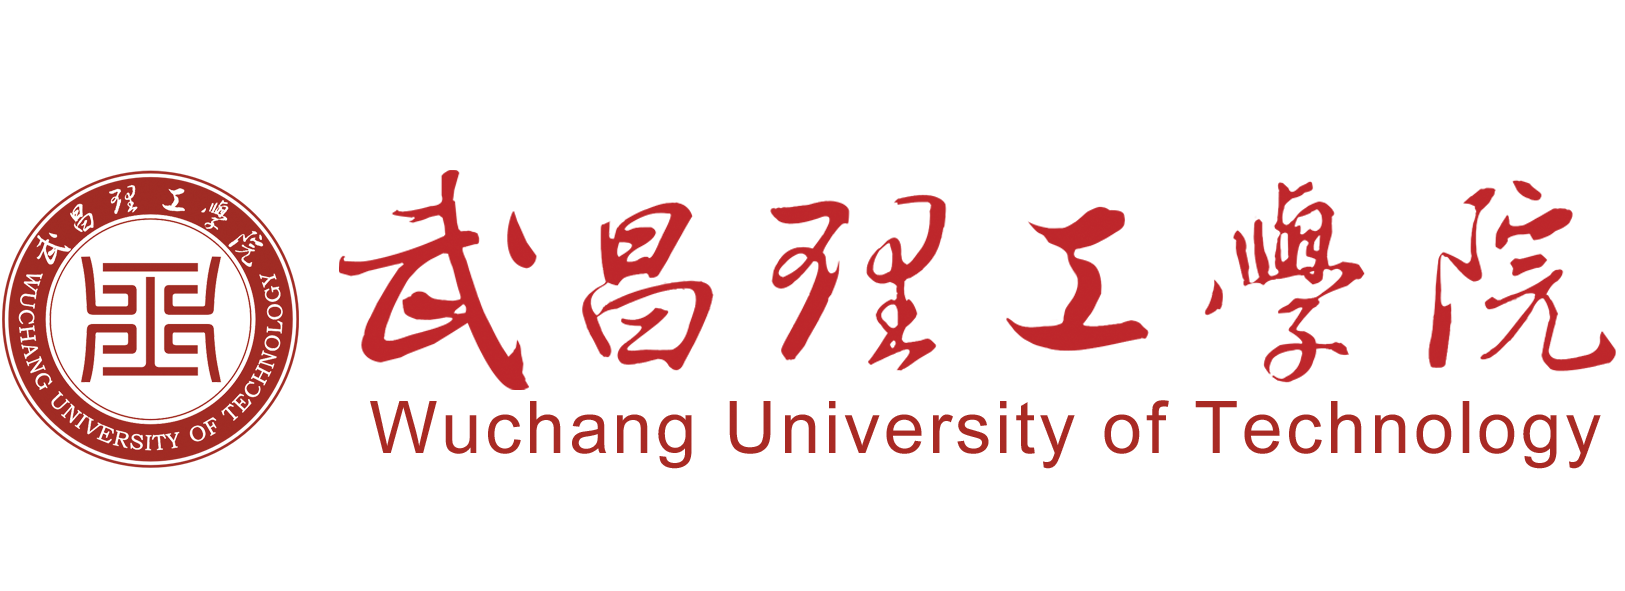 武昌理工學院
WUCHANG UNIVERSITY OF TECHNOLOGY
武昌理工學院
Wuchang University of Technology